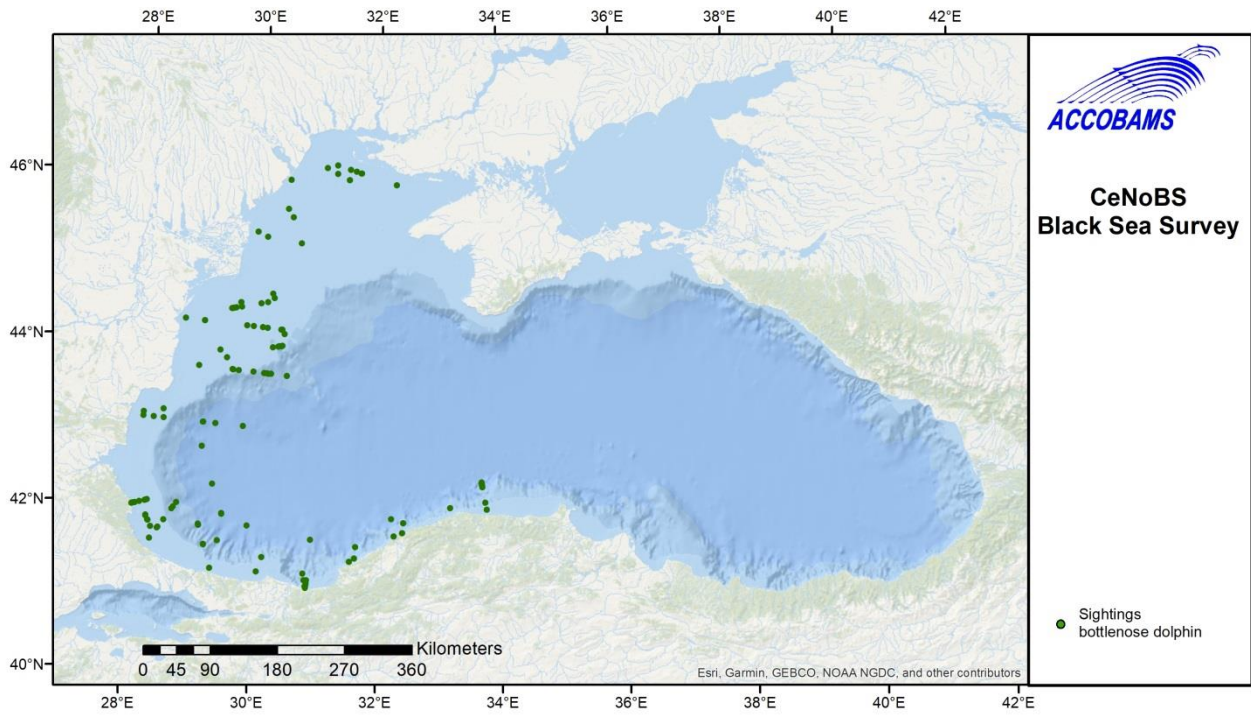 28°E 30°E 32°E 34°E 36°E 38°E 40°E 42°E
ACCOBAMS
CeNoBS
Black Sea Survey
46°N
44°N
42°N
40°N
Sightings
bottlenose dolphin
Kilometers
0 45 90 180 270 360
Esri, Garmin, GEBCO, NOAA NGDC, and other contributors
28°E 30°E 32°E 34°E 36°E 38°E 40°E 42°E